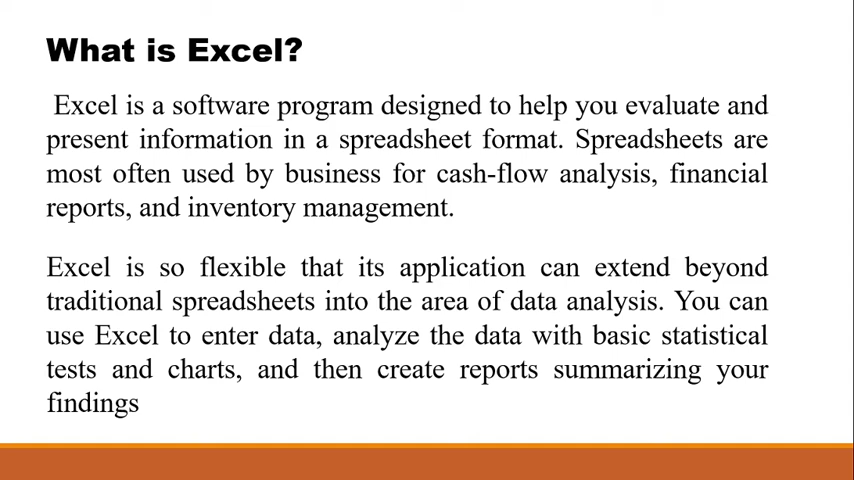 What is Excel?
Excel is a software program designed to help you evaluate and
present information in a spreadsheet format. Spreadsheets are
most often used by business for cash-flow analysis, financial
reports, and inventory management.
Excel is so flexible that its application can extend beyond
traditional spreadsheets into the area of data analysis. You can
use Excel to enter data, analyze the data with basic statistical
tests and charts, and then create reports summarizing your
findings